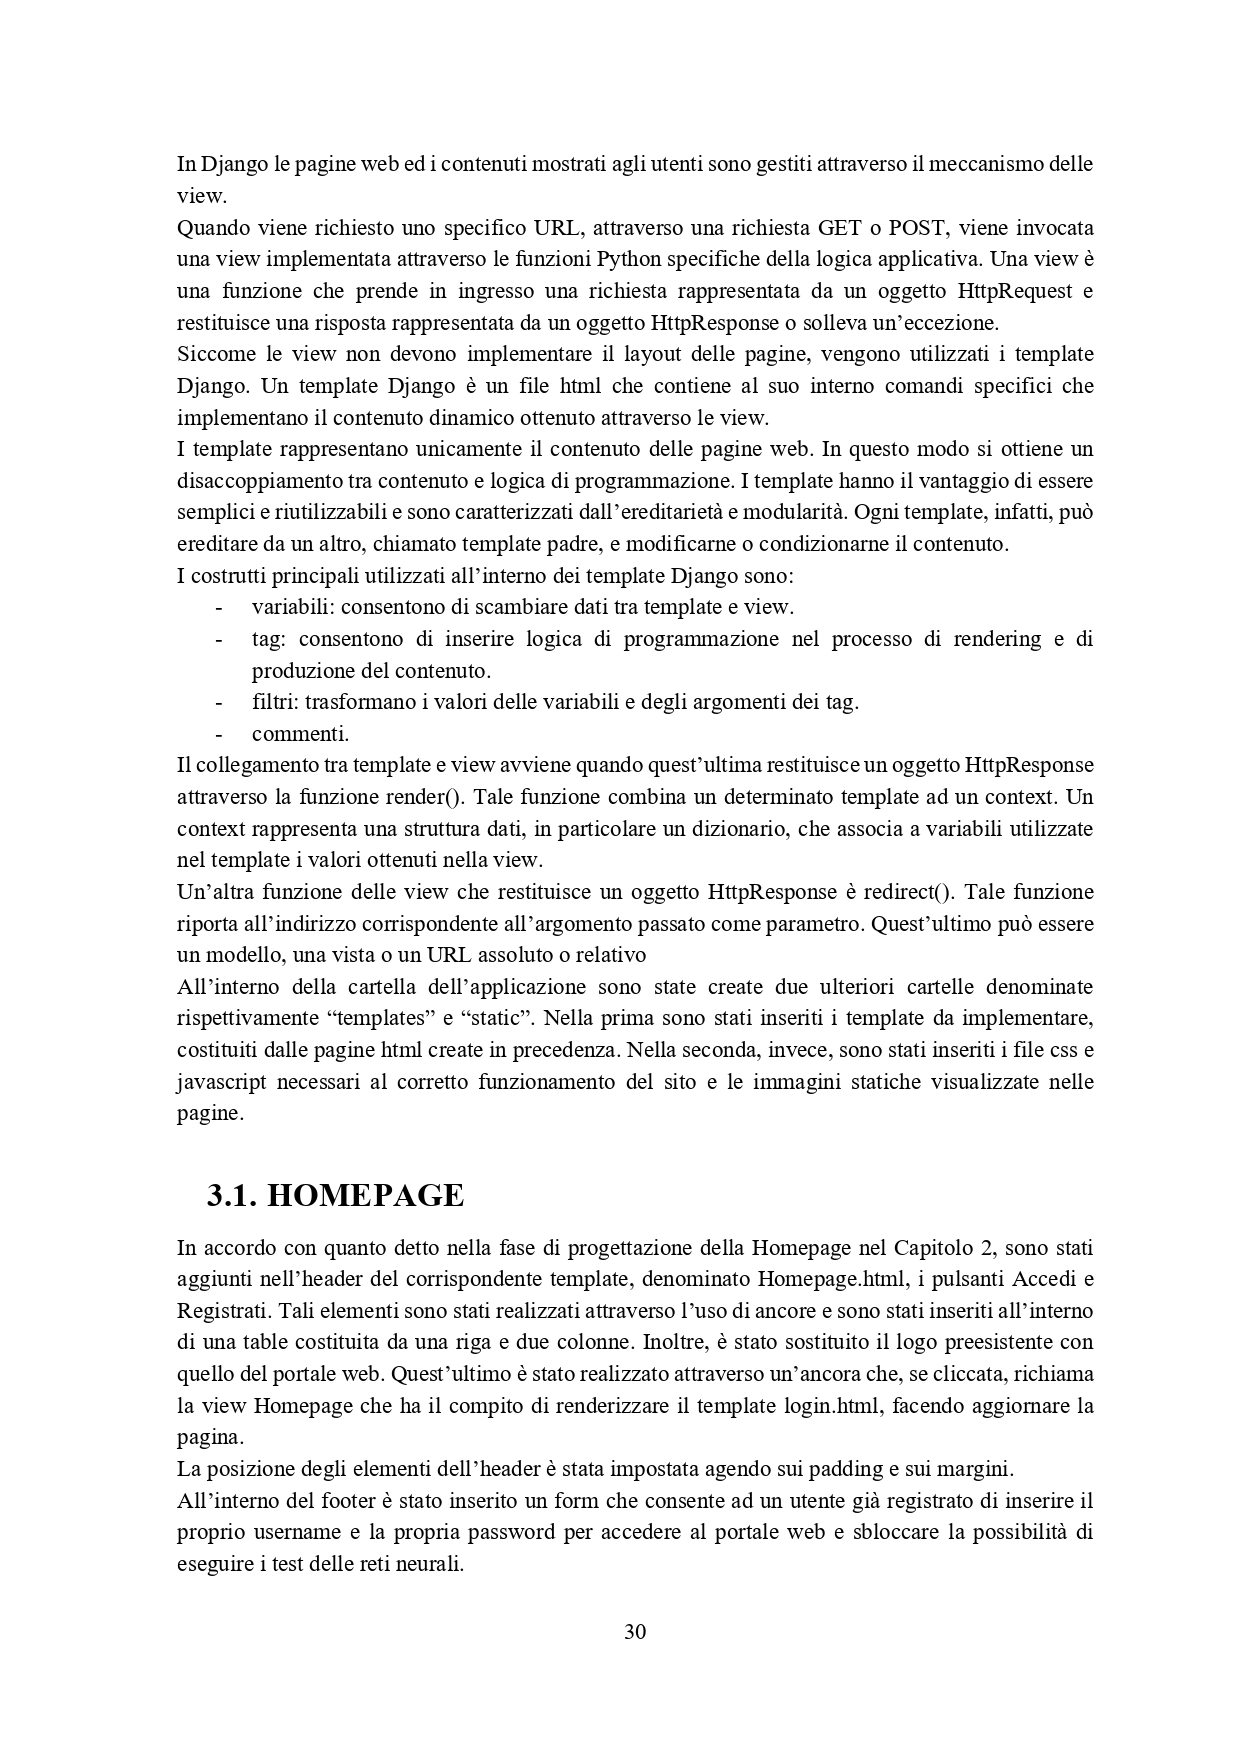 In Django le pagine web ed i contenuti mostrati agli utenti sono gestiti attraverso il meccanismo delle
view.
Quando viene richiesto uno specifico URL, attraverso una richiesta GET o POST, viene invocata
una view implementata attraverso le funzioni Python specifiche della logica applicativa. Una view è
una funzione che prende in ingresso una richiesta rappresentata da un oggetto HttpRequest e
restituisce una risposta rappresentata da un oggetto HttpResponse o solleva un’eccezione.
Siccome le view non devono implementare il layout delle pagine, vengono utilizzati i template
Django. Un template Django è un file html che contiene al suo interno comandi specifici che
implementano il contenuto dinamico ottenuto attraverso le view.
I template rappresentano unicamente il contenuto delle pagine web. In questo modo si ottiene un
disaccoppiamento tra contenuto e logica di programmazione. I template hanno il vantaggio di essere
semplici e riutilizzabili e sono caratterizzati dall’ereditarietà e modularità. Ogni template, infatti, può
ereditare da un altro, chiamato template padre, e modificarne o condizionarne il contenuto.
I costrutti principali utilizzati all’interno dei template Django sono:
- variabili: consentono di scambiare dati tra template e view.
- tag: consentono di inserire logica di programmazione nel processo di rendering e di
produzione del contenuto.
- filtri: trasformano i valori delle variabili e degli argomenti dei tag.
- commenti.
Il collegamento tra template e view avviene quando quest’ultima restituisce un oggetto HttpResponse
attraverso la funzione render(). Tale funzione combina un determinato template ad un context. Un
context rappresenta una struttura dati, in particolare un dizionario, che associa a variabili utilizzate
nel template i valori ottenuti nella view.
Un’altra funzione delle view che restituisce un oggetto HttpResponse è redirect(). Tale funzione
riporta all’indirizzo corrispondente all’argomento passato come parametro. Quest’ultimo può essere
un modello, una vista o un URL assoluto o relativo
All’interno della cartella dell’applicazione sono state create due ulteriori cartelle denominate
rispettivamente “templates” e “static”. Nella prima sono stati inseriti i template da implementare,
costituiti dalle pagine html create in precedenza. Nella seconda, invece, sono stati inseriti i file css e
javascript necessari al corretto funzionamento del sito e le immagini statiche visualizzate nelle
pagine.
3.1. HOMEPAGE
In accordo con quanto detto nella fase di progettazione della Homepage nel Capitolo 2, sono stati
aggiunti nell’header del corrispondente template, denominato Homepage.html, i pulsanti Accedi e
Registrati. Tali elementi sono stati realizzati attraverso l’uso di ancore e sono stati inseriti all’interno
di una table costituita da una riga e due colonne. Inoltre, è stato sostituito il logo preesistente con
quello del portale web. Quest’ultimo è stato realizzato attraverso un’ancora che, se cliccata, richiama
la view Homepage che ha il compito di renderizzare il template login.html, facendo aggiornare la
pagina.
La posizione degli elementi dell’header è stata impostata agendo sui padding e sui margini.
All’interno del footer è stato inserito un form che consente ad un utente già registrato di inserire il
proprio username e la propria password per accedere al portale web e sbloccare la possibilità di
eseguire i test delle reti neurali.
30